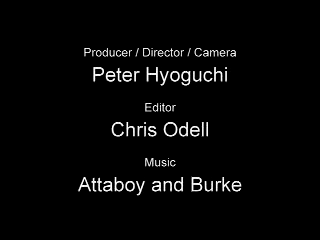 Producer / Director / Camera
Peter Hyoguchi
Editor
Chris Odell
Music
Attaboy and Burke